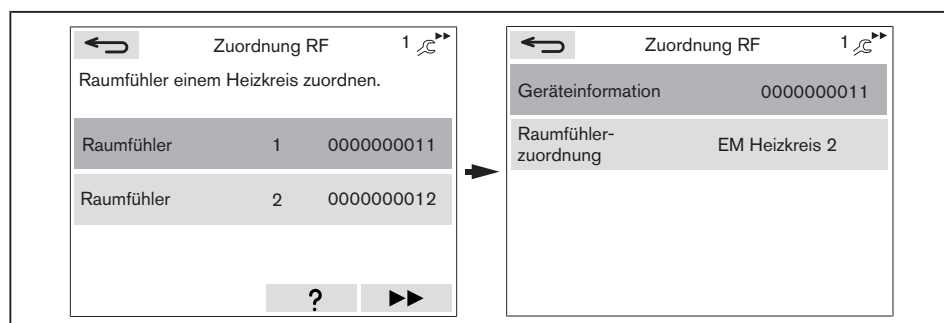 Zuordnung RF 1
Raumfühler einem Heizkreis zuordnen.
Raumfühler 1 0000000011
Raumfühler 2 0000000012
?
Zuordnung RF 1
Geräteinformation 0000000011
Raumfühler-
zuordnung
EM Heizkreis 2